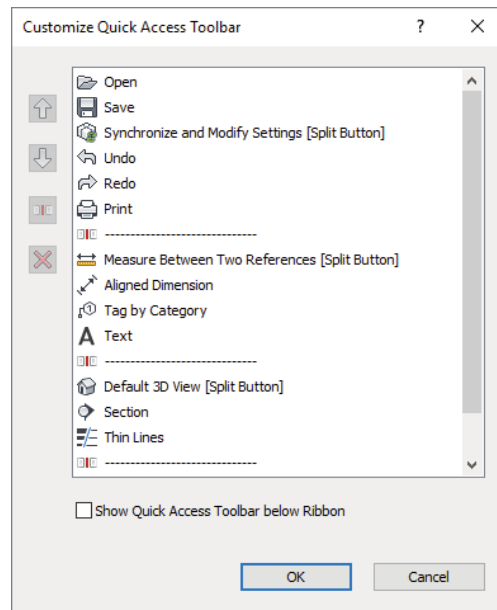 Customize Quick Access Toolbar ?
Open
Save
Synchronize and Modify Settings [Split Button]
Undo
Redo
Print
------------------------------
Measure Between Two References [Split Button]
Aligned Dimension
Tag by Category
A Text
------------------------------
Default 3D View [Split Button]
Section
Thin Lines
------------------------------
Show Quick Access Toolbar below Ribbon
OK Cancel